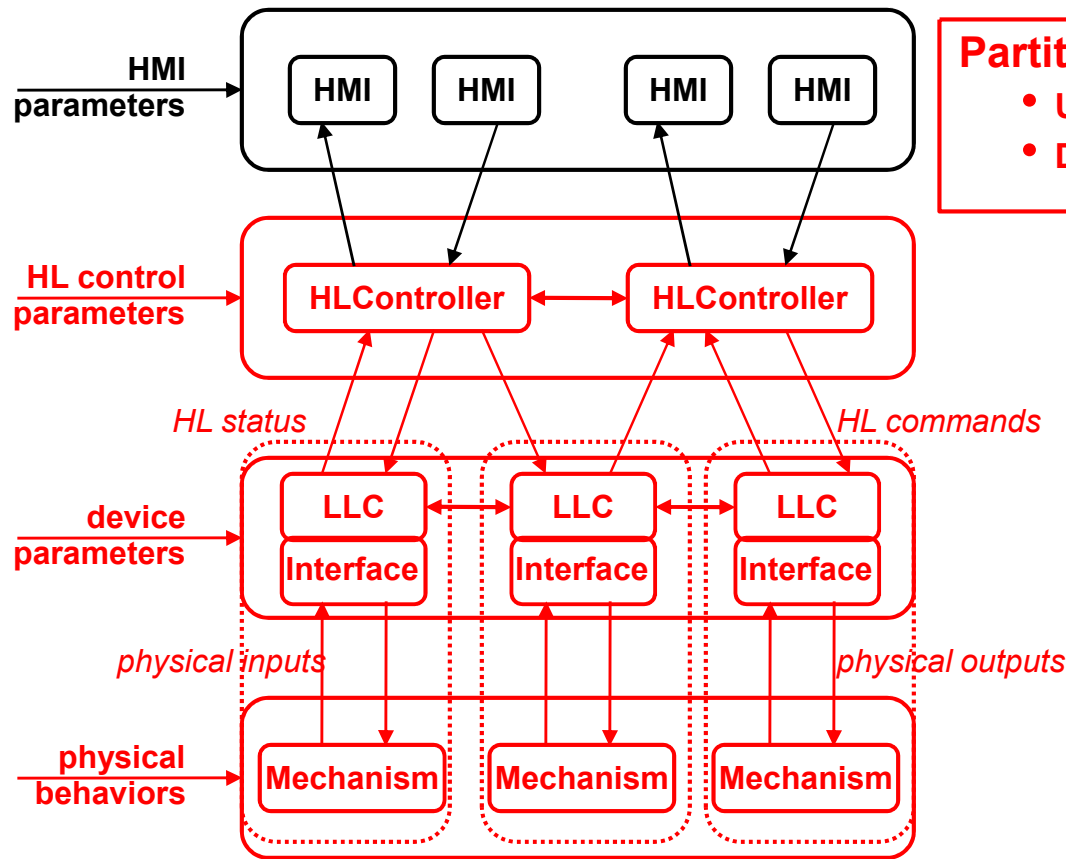 HMI
parameters
HMI HMI HMI HMI
Partit
• U
• D
HL control
parameters
HLController HLController
HL status HL commands
device
parameters
LLC LLC LLC
Interface Interface Interface
physical inputs physical outputs
physical
behaviors
Mechanism Mechanism Mechanism